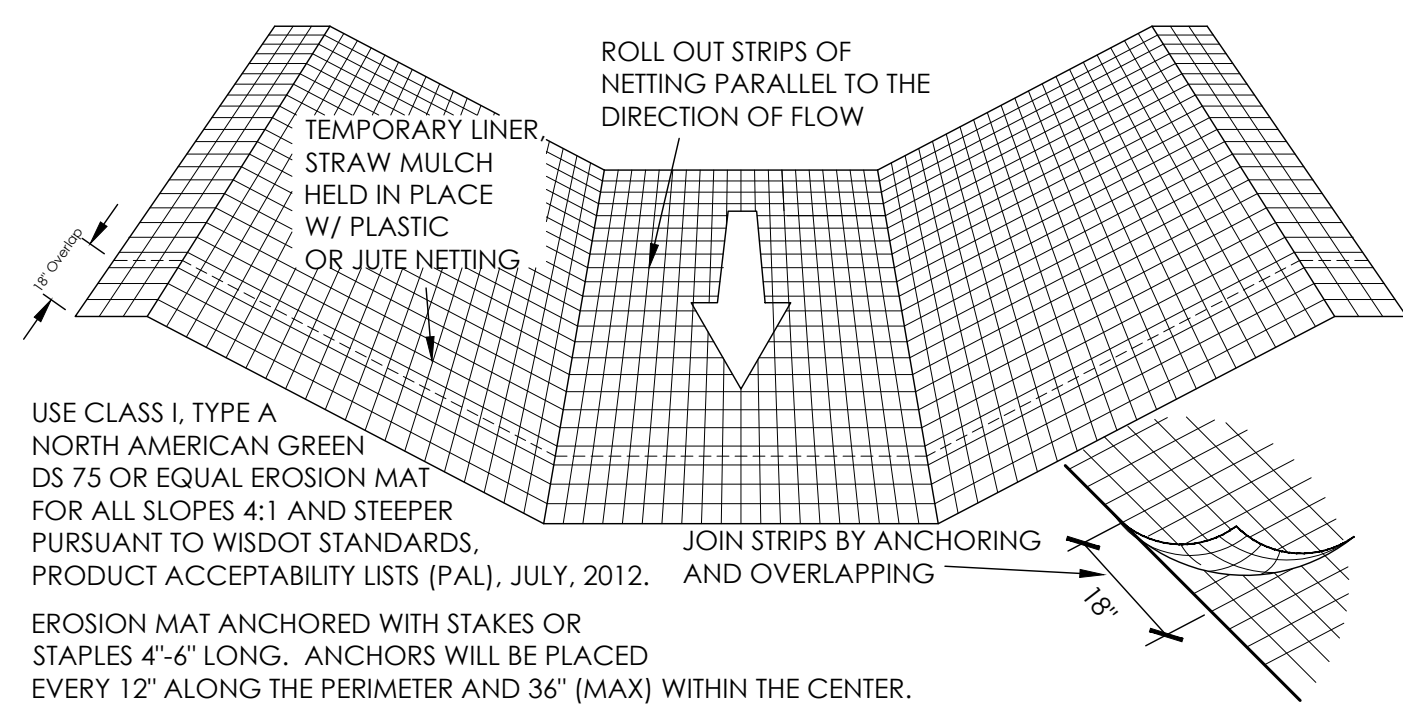 ROLL OUT STRIPS OF
NETTING PARALLEL TO THE
DIRECTION OF FLOW
TEMPORARY LINER,
STRAW MULCH
HELD IN PLACE
W/ PLASTIC
OR JUTE NETTING
18" Overlap
USE CLASS I, TYPE A
NORTH AMERICAN GREEN
DS 75 OR EQUAL EROSION MAT
FOR ALL SLOPES 4:1 AND STEEPER
PURSUANT TO WISDOT STANDARDS,
PRODUCT ACCEPTABILITY LISTS (PAL), JULY, 2012.
JOIN STRIPS BY ANCHORING
AND OVERLAPPING
18"
EROSION MAT ANCHORED WITH STAKES OR
STAPLES 4"-6" LONG. ANCHORS WILL BE PLACED
EVERY 12" ALONG THE PERIMETER AND 36" (MAX) WITHIN THE CENTER.